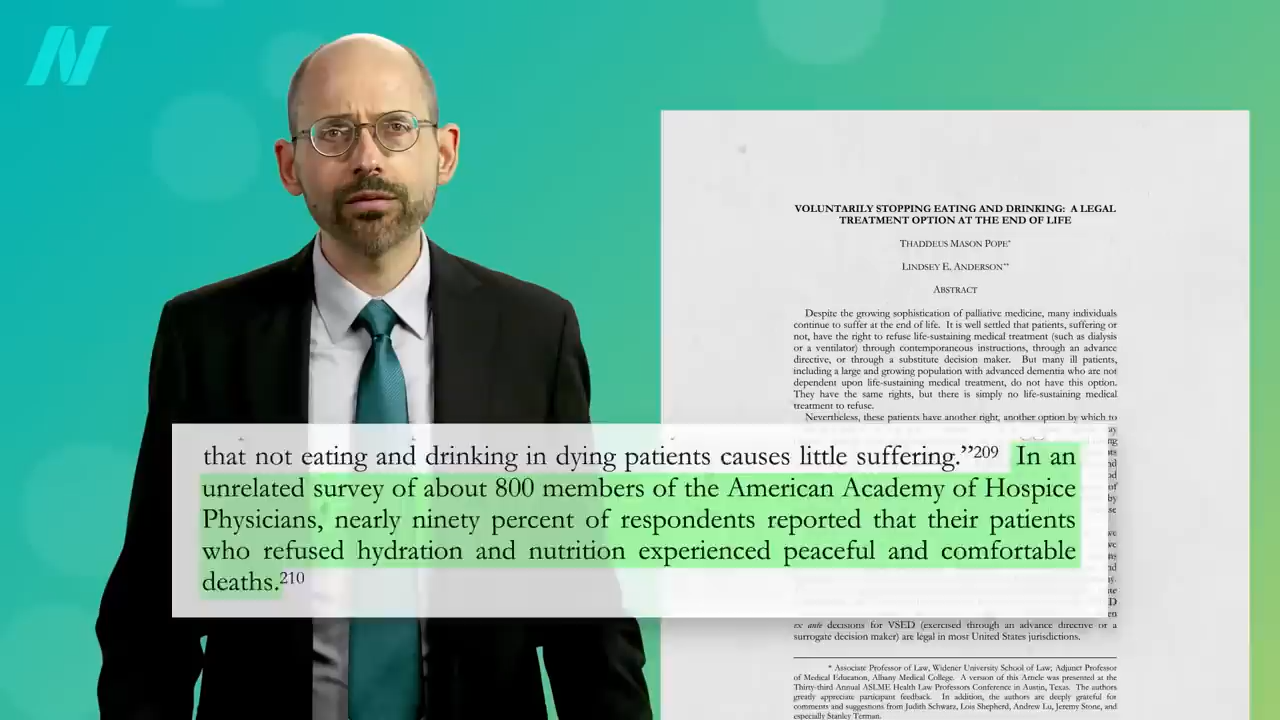 VOLUNTARILY STOPPING EATING AND DRINKING: A LEGAL
TREATMENT OPTION AT THE END OF LIFE
THADDEUS MASON POPE*
LINDSEY E. ANDERSON**
ABSTRACT
Despite the growing sophistication of palliative medicine, many individuals
continue to suffer at the end of life. It is well settled that patients, suffering or
not, have the right to refuse life-sustaining medical treatment (such as dialysis
or a ventilator) through contemporaneous instructions, through an advance
directive, or through a substitute decision maker. But many ill patients,
including a large and growing population with advanced dementia who are not
dependent upon life-sustaining medical treatment, do not have this option.
They have the same rights, but there is simply no life-sustaining medical
treatment to refuse.
Nevertheless, these patients have another right, another option by which to
that not eating and drinking in dying patients causes little suffering.”209 In an
unrelated survey of about 800 members of the American Academy of Hospice
Physicians, nearly ninety percent of respondents reported that their patients
who refused hydration and nutrition experienced peaceful and comfortable
deaths.210
ex ante decisions for VSED (exercised through an advance directive or a
surrogate decision maker) are legal in most United States jurisdictions.
* Associate Professor of Law, Widener University School of Law; Adjunct Professor
of Medical Education, Albany Medical College. A version of this Article was presented at the
Thirty-third Annual ASLME Health Law Professors Conference in Austin, Texas. The authors
greatly appreciate participant feedback. In addition, the authors are deeply grateful for
comments and suggestions from Judith Schwarz, Lois Shepherd, Andrew Lu, Jeremy Stone, and
especially Stanley Terman.